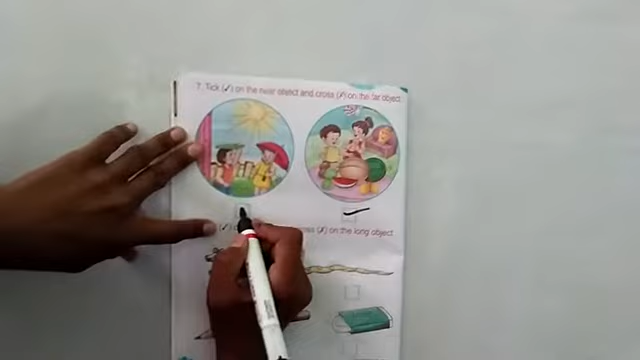 7. Tick (✓) on the near object and cross (✗) on the far object.
(✓) (✗) on the long object.